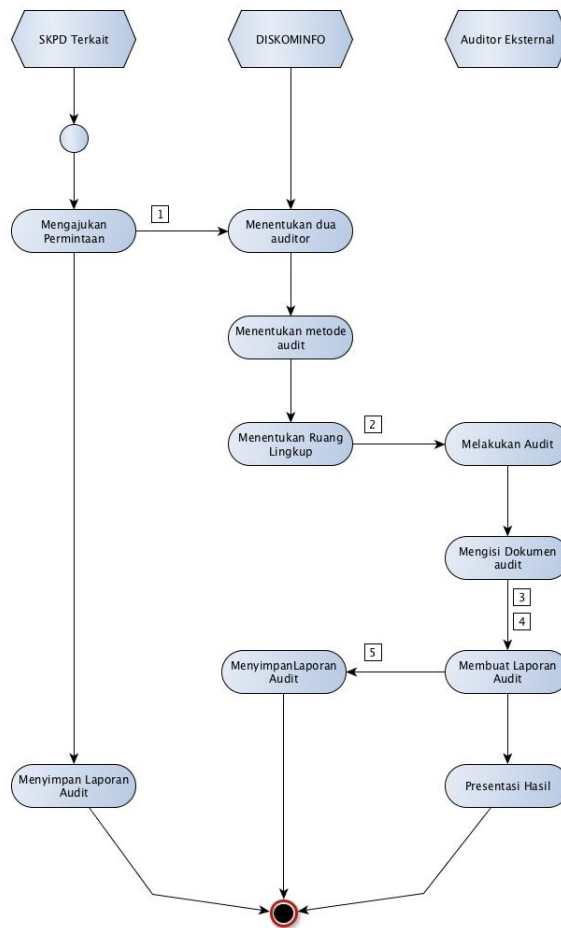 SKPD Terkait
DISKOMINFO
Auditor Eksternal
1
Mengajukan
Permintaan
Menentukan dua
auditor
Menentukan metode
audit
2
Menentukan Ruang
Lingkup
Melakukan Audit
Mengisi Dokumen
audit
3
4
5
MenyimpanLaporan
Audit
Membuat Laporan
Audit
Menyimpan Laporan
Audit
Presentasi Hasil